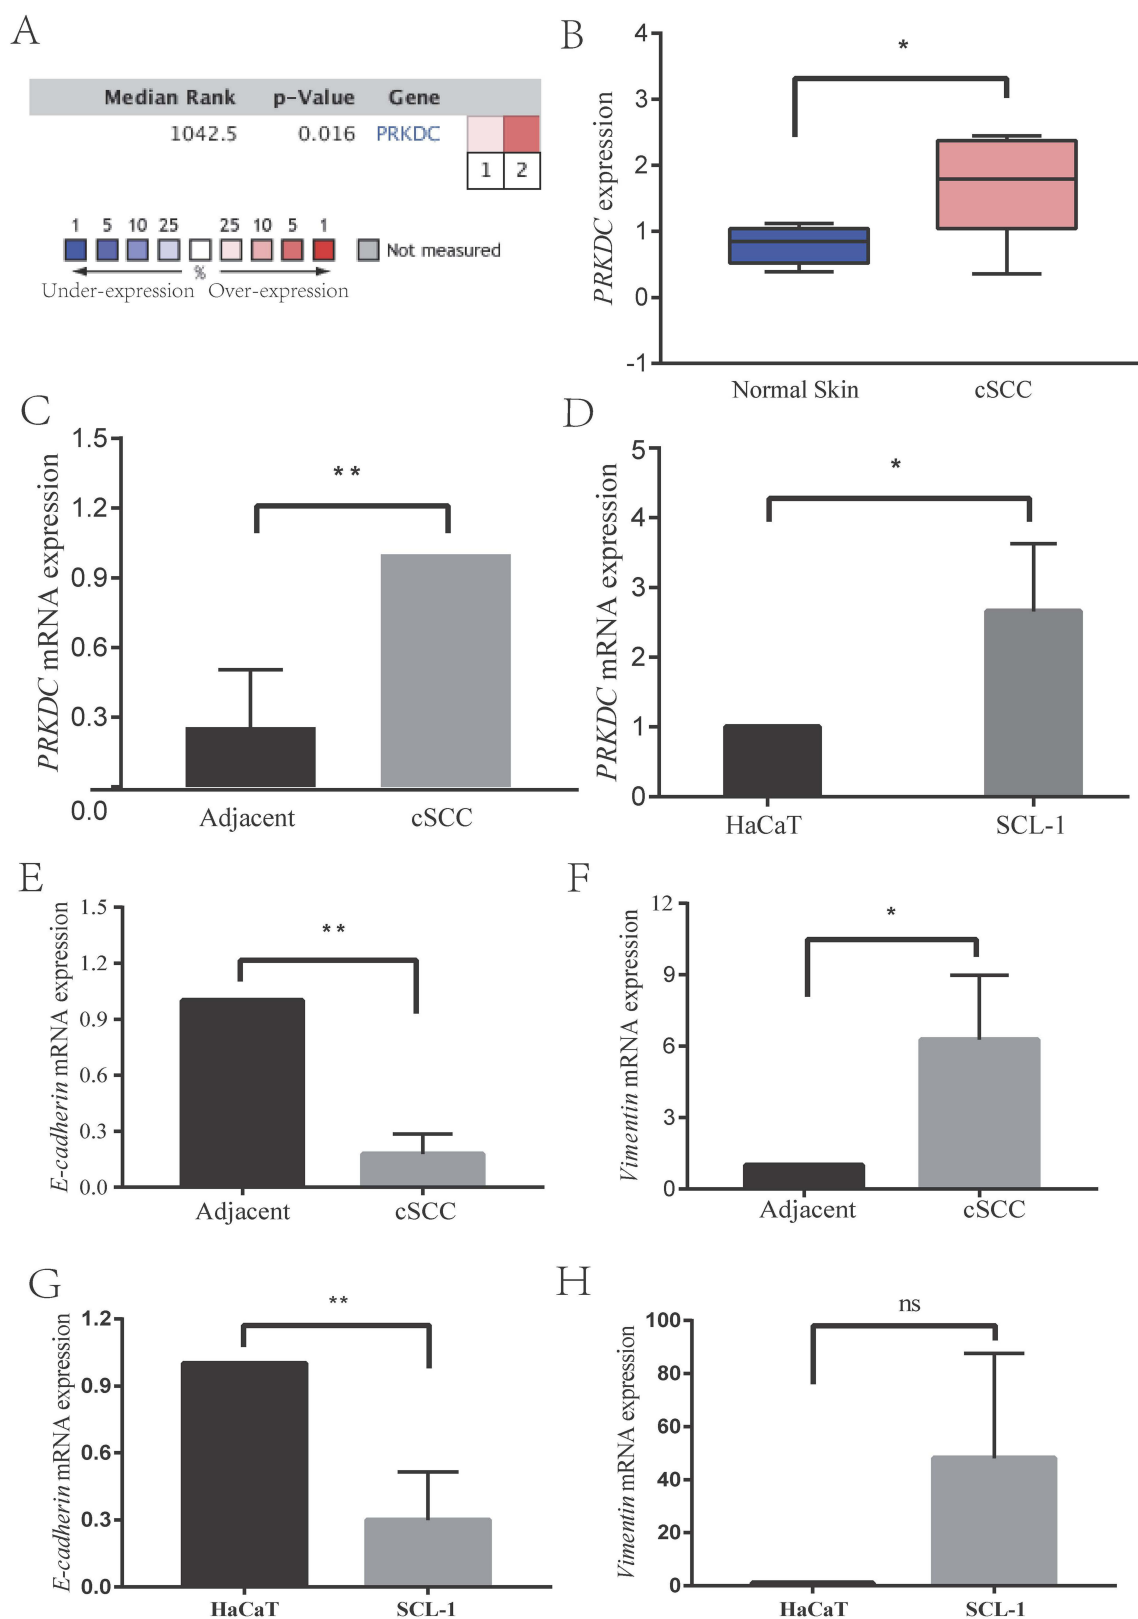 A
Median Rank p-Value Gene
1042.5 0.016 PRKDC
1 2
1 5 10 25 25 10 5 1
Not measured
%
Under-expression Over-expression
B
*
4
3
2
1
0
-1
PRKDC expression
Normal Skin cSCC
C
**
1.5
1.2
0.9
0.6
0.3
0.0
PRKDC mRNA expression
Adjacent cSCC
D
*
5
4
3
2
1
0
PRKDC mRNA expression
HaCaT SCL-1
E
**
1.5
1.2
0.9
0.6
0.3
0.0
E-cadherin mRNA expression
Adjacent cSCC
F
*
12
9
6
3
0
Vimentin mRNA expression
Adjacent cSCC
G
**
1.2
0.9
0.6
0.3
0.0
E-cadherin mRNA expression
HaCaT SCL-1
H
ns
100
80
60
40
20
0
Vimentin mRNA expression
HaCaT SCL-1